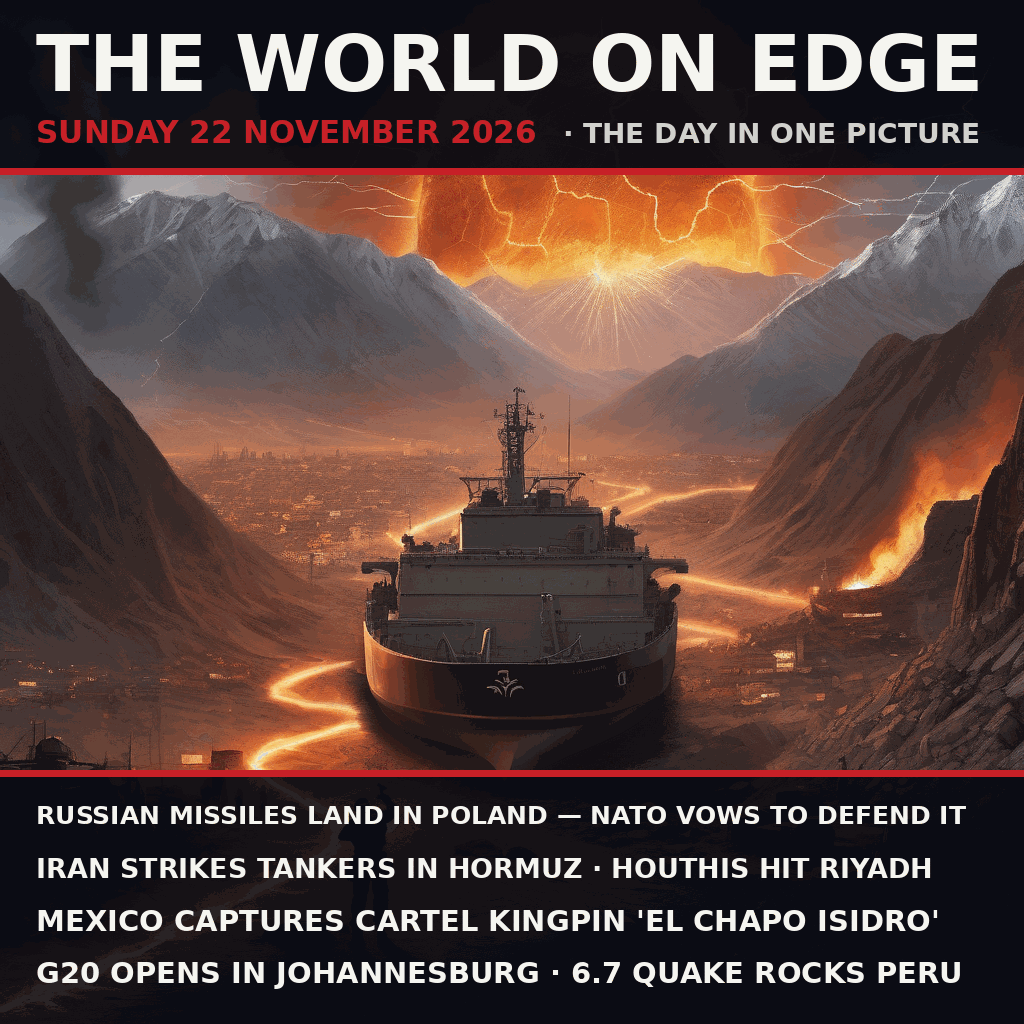 THE WORLD ON EDGE
SUNDAY 22 NOVEMBER 2026 · THE DAY IN ONE PICTURE
RUSSIAN MISSILES LAND IN POLAND — NATO VOWS TO DEFEND IT
IRAN STRIKES TANKERS IN HORMUZ · HOUTHIS HIT RIYADH
MEXICO CAPTURES CARTEL KINGPIN 'EL CHAPO ISIDRO'
G20 OPENS IN JOHANNESBURG · 6.7 QUAKE ROCKS PERU